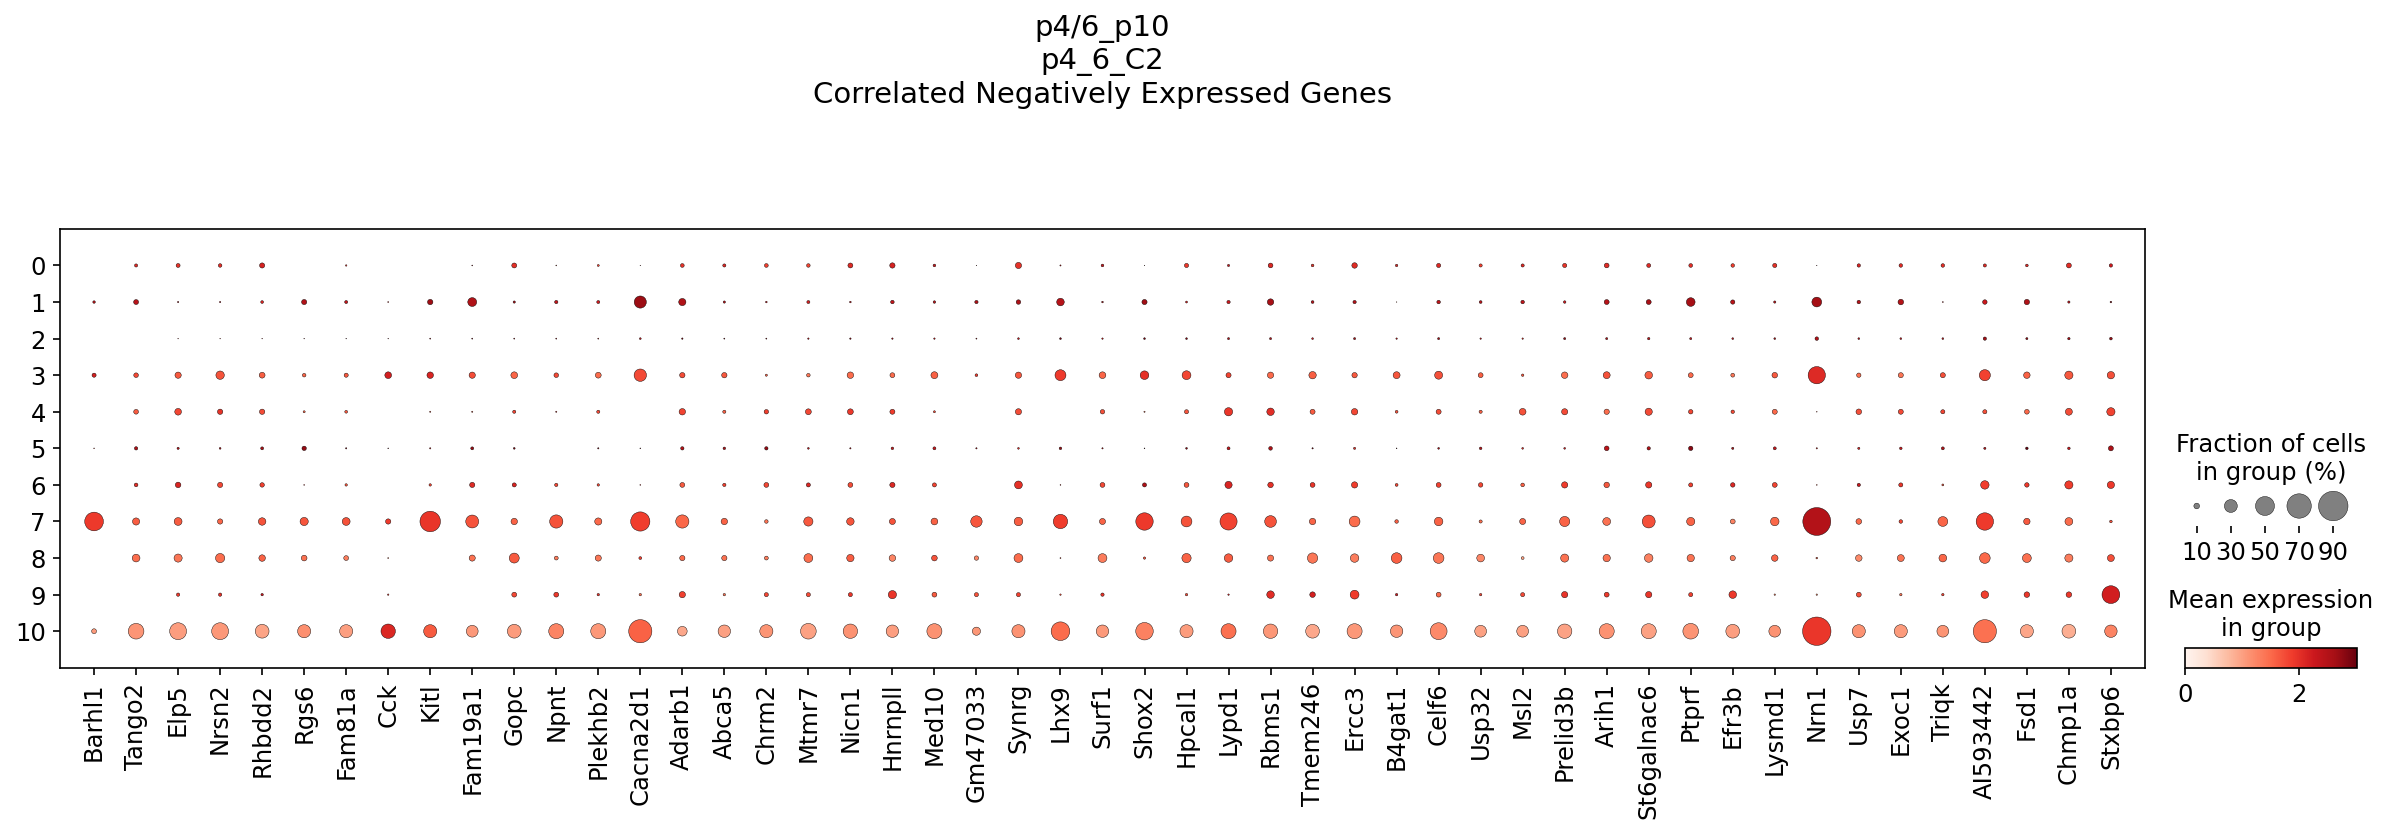 p4/6_p10
p4_6_C2
Correlated Negatively Expressed Genes
0
1
2
3
4
5
6
7
8
9
10
Barhl1
Tango2
Elp5
Nrsn2
Rhbdd2
Rgs6
Fam81a
Cck
Kitl
Fam19a1
Gopc
Npnt
Plekhb2
Cacna2d1
Adarb1
Abca5
Chrm2
Mtmr7
Nicn1
Hnrnpll
Med10
Gm47033
Synrg
Lhx9
Surf1
Shox2
Hpcal1
Lypd1
Rbms1
Tmem246
Ercc3
B4gat1
Celf6
Usp32
Msl2
Prelid3b
Arih1
St6galnac6
Ptprf
Efr3b
Lysmd1
Nrn1
Usp7
Exoc1
Triqk
AI593442
Fsd1
Chmp1a
Stxbp6
Fraction of cells
in group (%)
10 30 50 70 90
Mean expression
in group
0 2